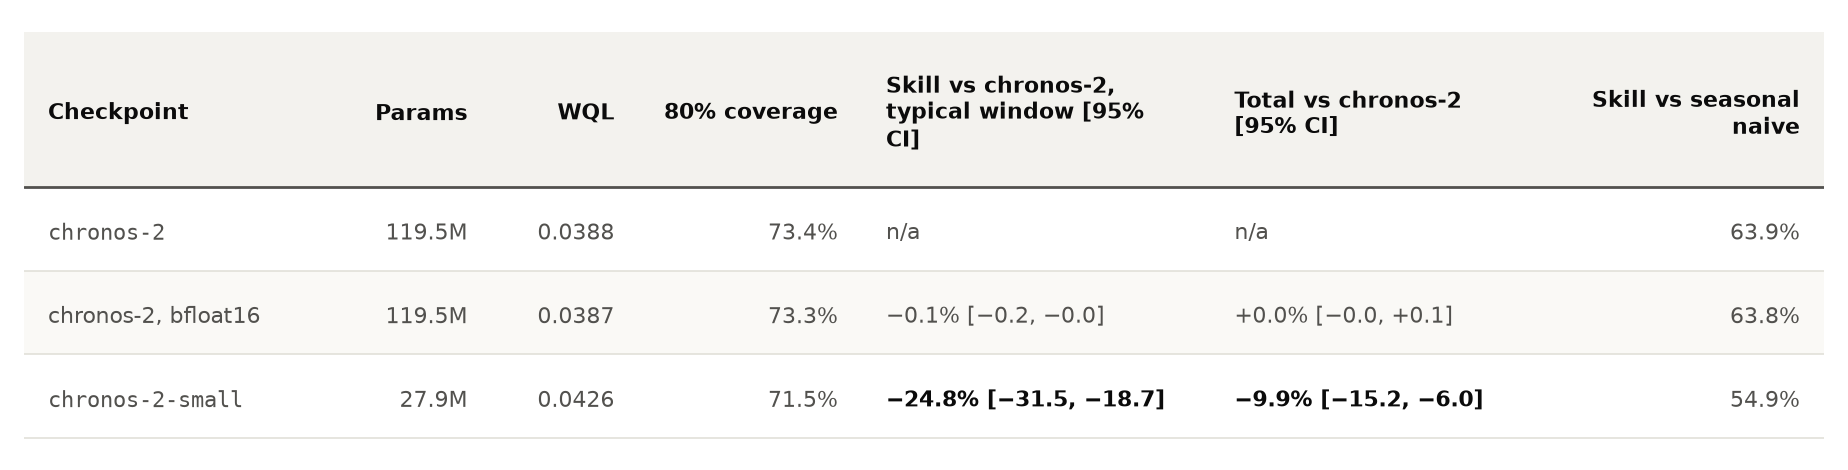 Checkpoint Params WQL 80% coverage Skill vs chronos-2, typical window [95% CI] Total vs chronos-2 [95% CI] Skill vs seasonal naive
chronos-2 119.5M 0.0388 73.4% n/a n/a 63.9%
chronos-2, bfloat16 119.5M 0.0387 73.3% −0.1% [−0.2, −0.0] +0.0% [−0.0, +0.1] 63.8%
chronos-2-small 27.9M 0.0426 71.5% −24.8% [−31.5, −18.7] −9.9% [−15.2, −6.0] 54.9%